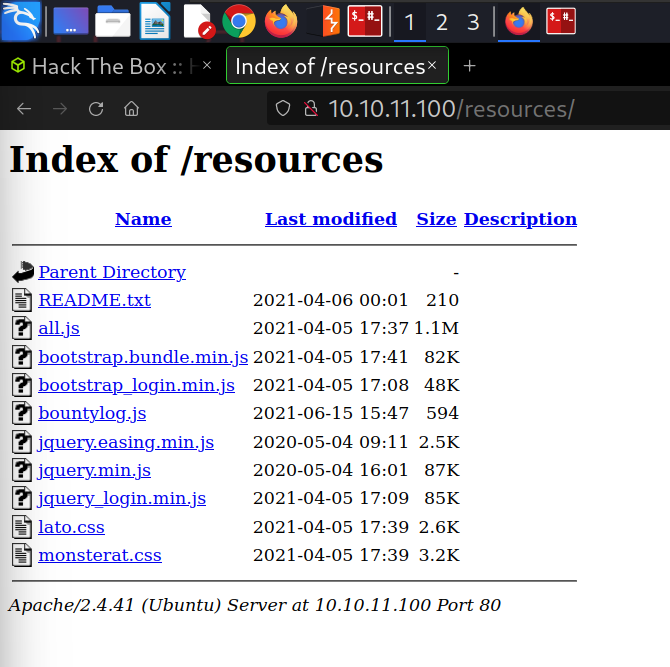 $_ #_ 1 2 3 $_ #_
Hack The Box :: H × Index of /resources × +
10.10.11.100/resources/
Index of /resources
Name Last modified Size Description
Parent Directory -
README.txt 2021-04-06 00:01 210
all.js 2021-04-05 17:37 1.1M
bootstrap.bundle.min.js 2021-04-05 17:41 82K
bootstrap_login.min.js 2021-04-05 17:08 48K
bountylog.js 2021-06-15 15:47 594
jquery.easing.min.js 2020-05-04 09:11 2.5K
jquery.min.js 2020-05-04 16:01 87K
jquery_login.min.js 2021-04-05 17:09 85K
lato.css 2021-04-05 17:39 2.6K
monsterat.css 2021-04-05 17:39 3.2K
Apache/2.4.41 (Ubuntu) Server at 10.10.11.100 Port 80